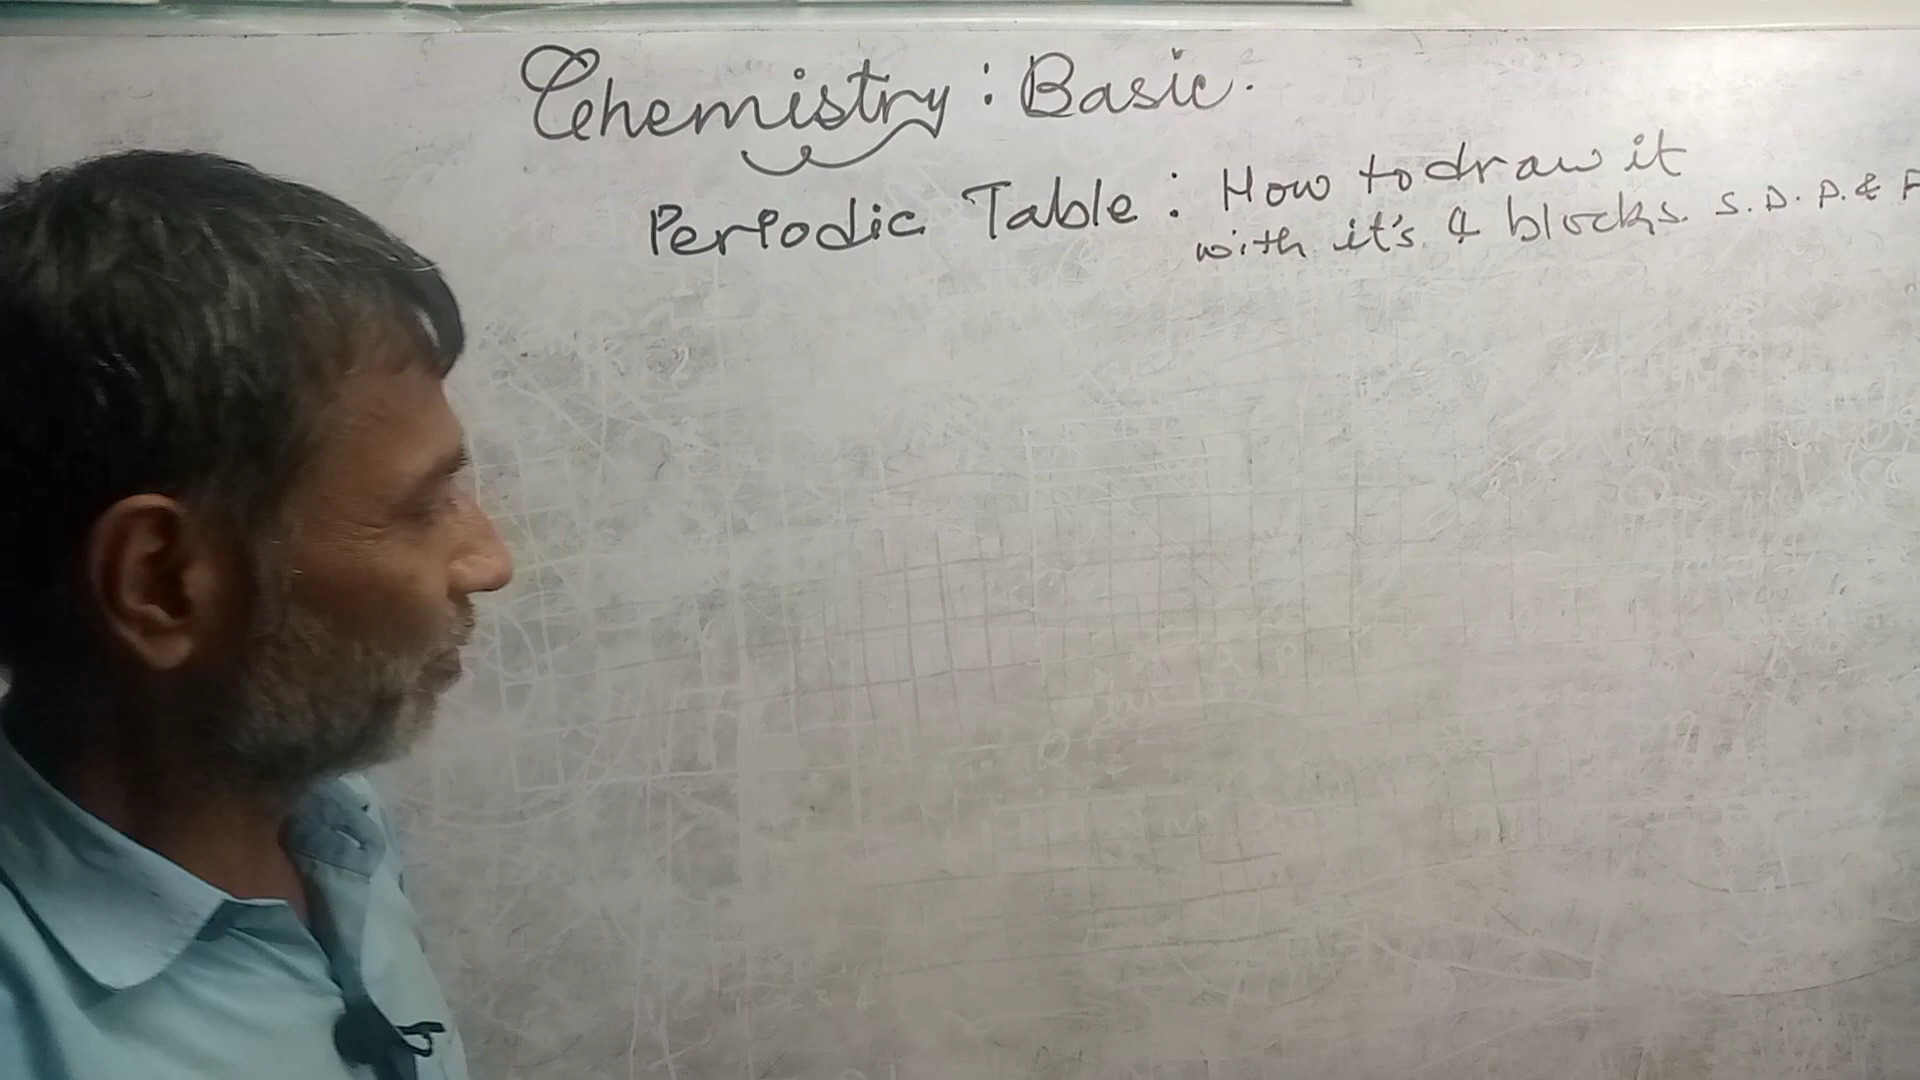 Chemistry : Basic.
Periodic Table : How to draw it
with it's 4 blocks. S. D. P. & F